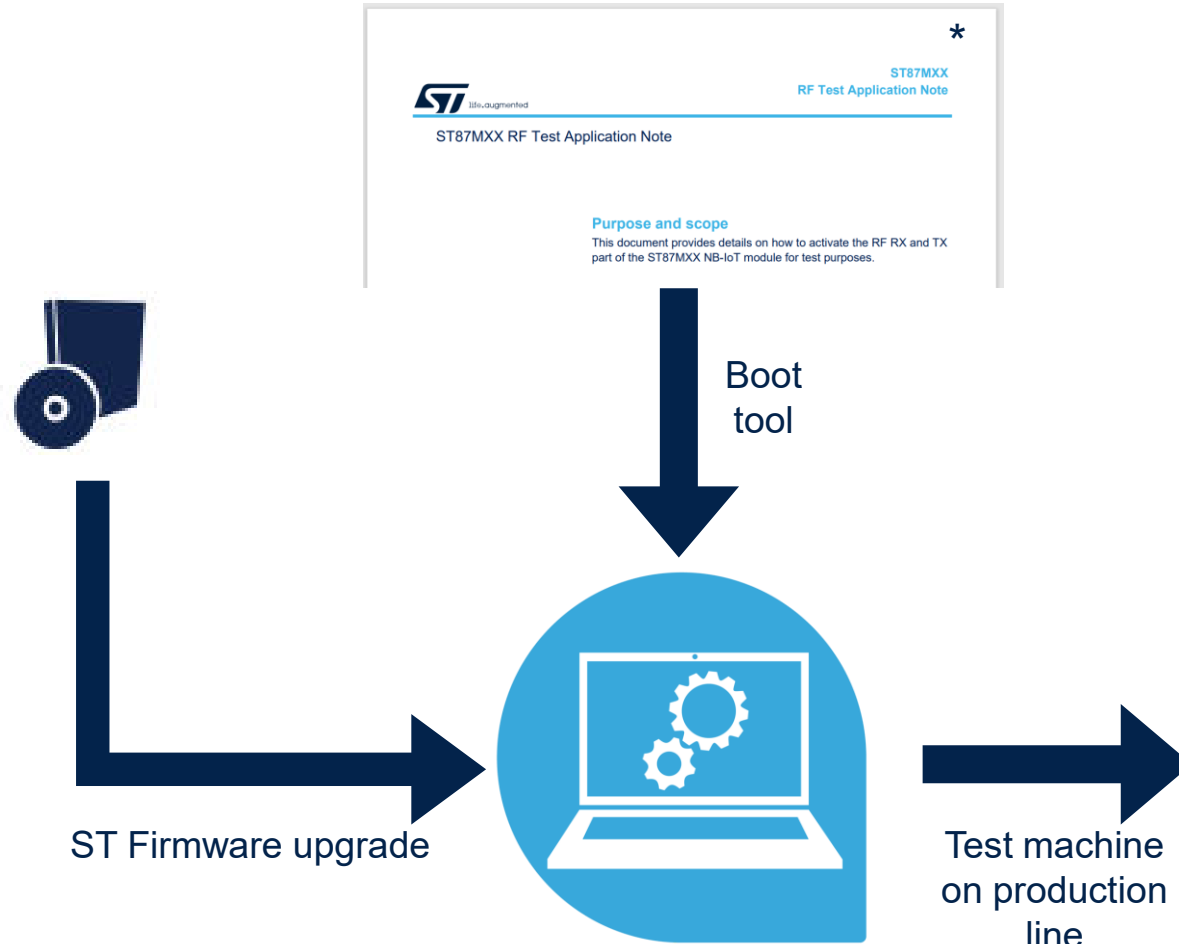 *
ST87MXX
RF Test Application Note
life.augmented
ST87MXX RF Test Application Note
Purpose and scope
This document provides details on how to activate the RF RX and TX
part of the ST87MXX NB-IoT module for test purposes.
Boot
tool
ST Firmware upgrade
Test machine
on production
line